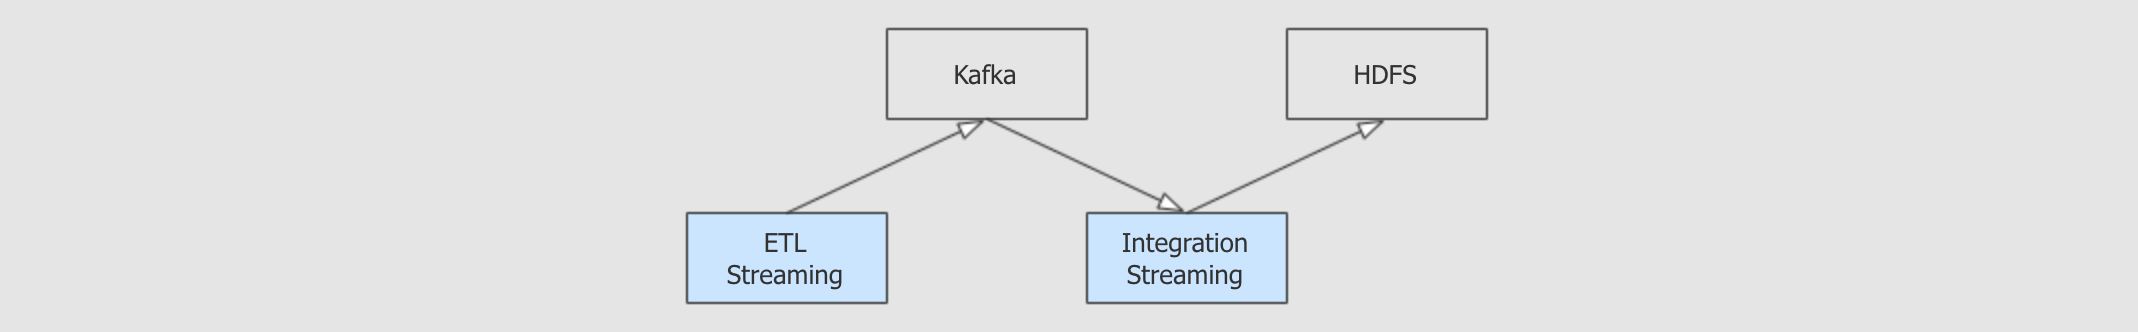 Kafka
HDFS
ETL
Streaming
Integration
Streaming